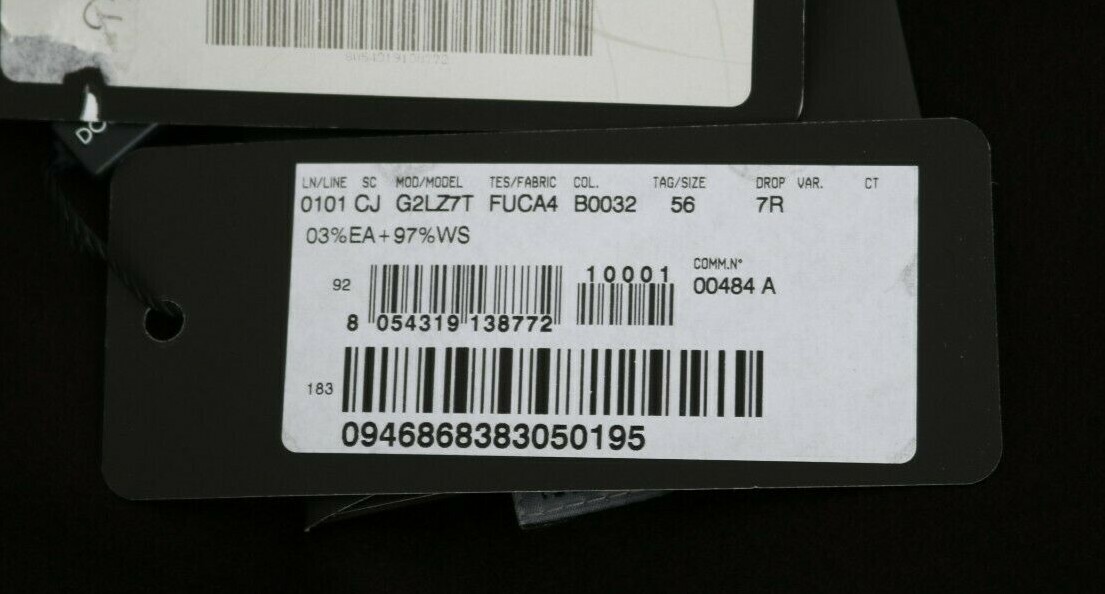 DO
LN/LINE SC MOD/MODEL TES/FABRIC COL. TAG/SIZE DROP VAR. CT
0101 CJ G2LZ7T FUCA4 B0032 56 7R
03%EA+97%WS
92
8 054319 138772
10001
COMM.N°
00484 A
183
0946868383050195